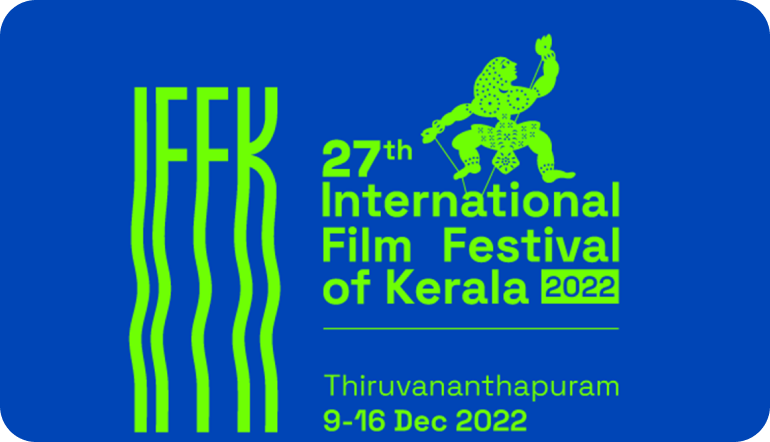 IFFK
27th
International
Film Festival
of Kerala 2022
Thiruvananthapuram
9-16 Dec 2022